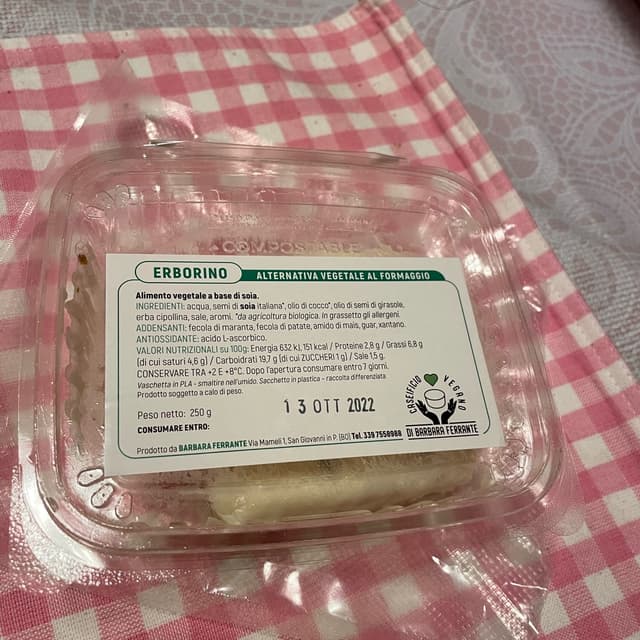 COMPOSTABLE
ERBORINO
ALTERNATIVA VEGETALE AL FORMAGGIO
Alimento vegetale a base di soia.
INGREDIENTI: acqua, semi di soia italiana*, olio di cocco*, olio di semi di girasole,
erba cipollina, sale, aromi. *da agricoltura biologica. In grassetto gli allergeni.
ADDENSANTI: fecola di maranta, fecola di patate, amido di mais, guar, xantano.
ANTIOSSIDANTE: acido L-ascorbico.
VALORI NUTRIZIONALI su 100g: Energia 632 kJ, 151 kcal / Proteine 2,8 g / Grassi 6,8 g
(di cui saturi 4,6 g) / Carboidrati 19,7 g (di cui ZUCCHERI 1 g) / Sale 1,5 g.
CONSERVARE TRA +2 E +8°C. Dopo l'apertura consumare entro 7 giorni.
Vaschetta in PLA - smaltire nell'umido. Sacchetto in plastica - raccolta differenziata
Prodotto soggetto a calo di peso.
Peso netto: 250 g
13 OTT 2022
CONSUMARE ENTRO:
CASEIFICIO VEGANO
DI BARBARA FERRANTE
Prodotto da BARBARA FERRANTE Via Mameli 1, San Giovanni in P. (BO) Tel. 339 7558988